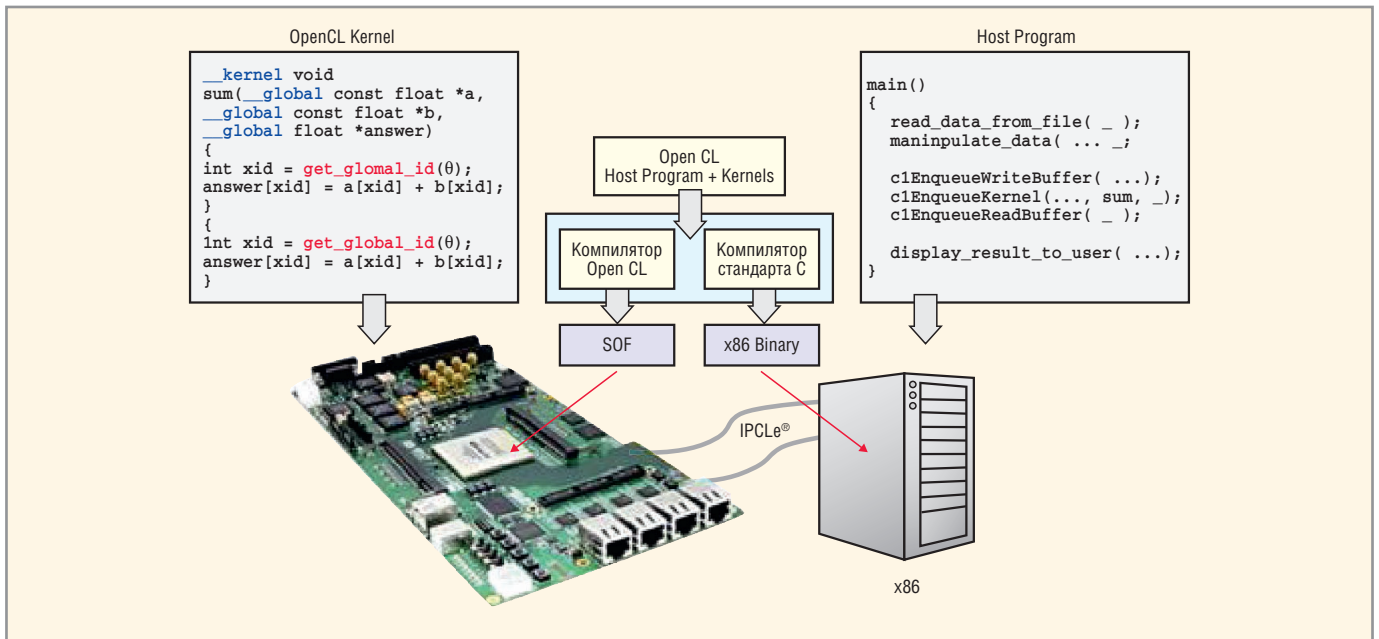 OpenCL Kernel
__kernel void
sum(__global const float *a,
__global const float *b,
__global float *answer)
{
int xid = get_glomal_id(θ);
answer[xid] = a[xid] + b[xid];
}
{
1nt xid = get_global_id(θ);
answer[xid] = a[xid] + b[xid];
}
Open CL
Host Program + Kernels
Компилятор
Open CL
Компилятор
стандарта C
SOF
x86 Binary
Host Program
main()
{
read_data_from_file( _ );
maninpulate_data( ... _;
c1EnqueueWriteBuffer( ...);
c1EnqueueKernel(..., sum, _);
c1EnqueueReadBuffer( _ );
display_result_to_user( ...);
}
IPCLe®
x86